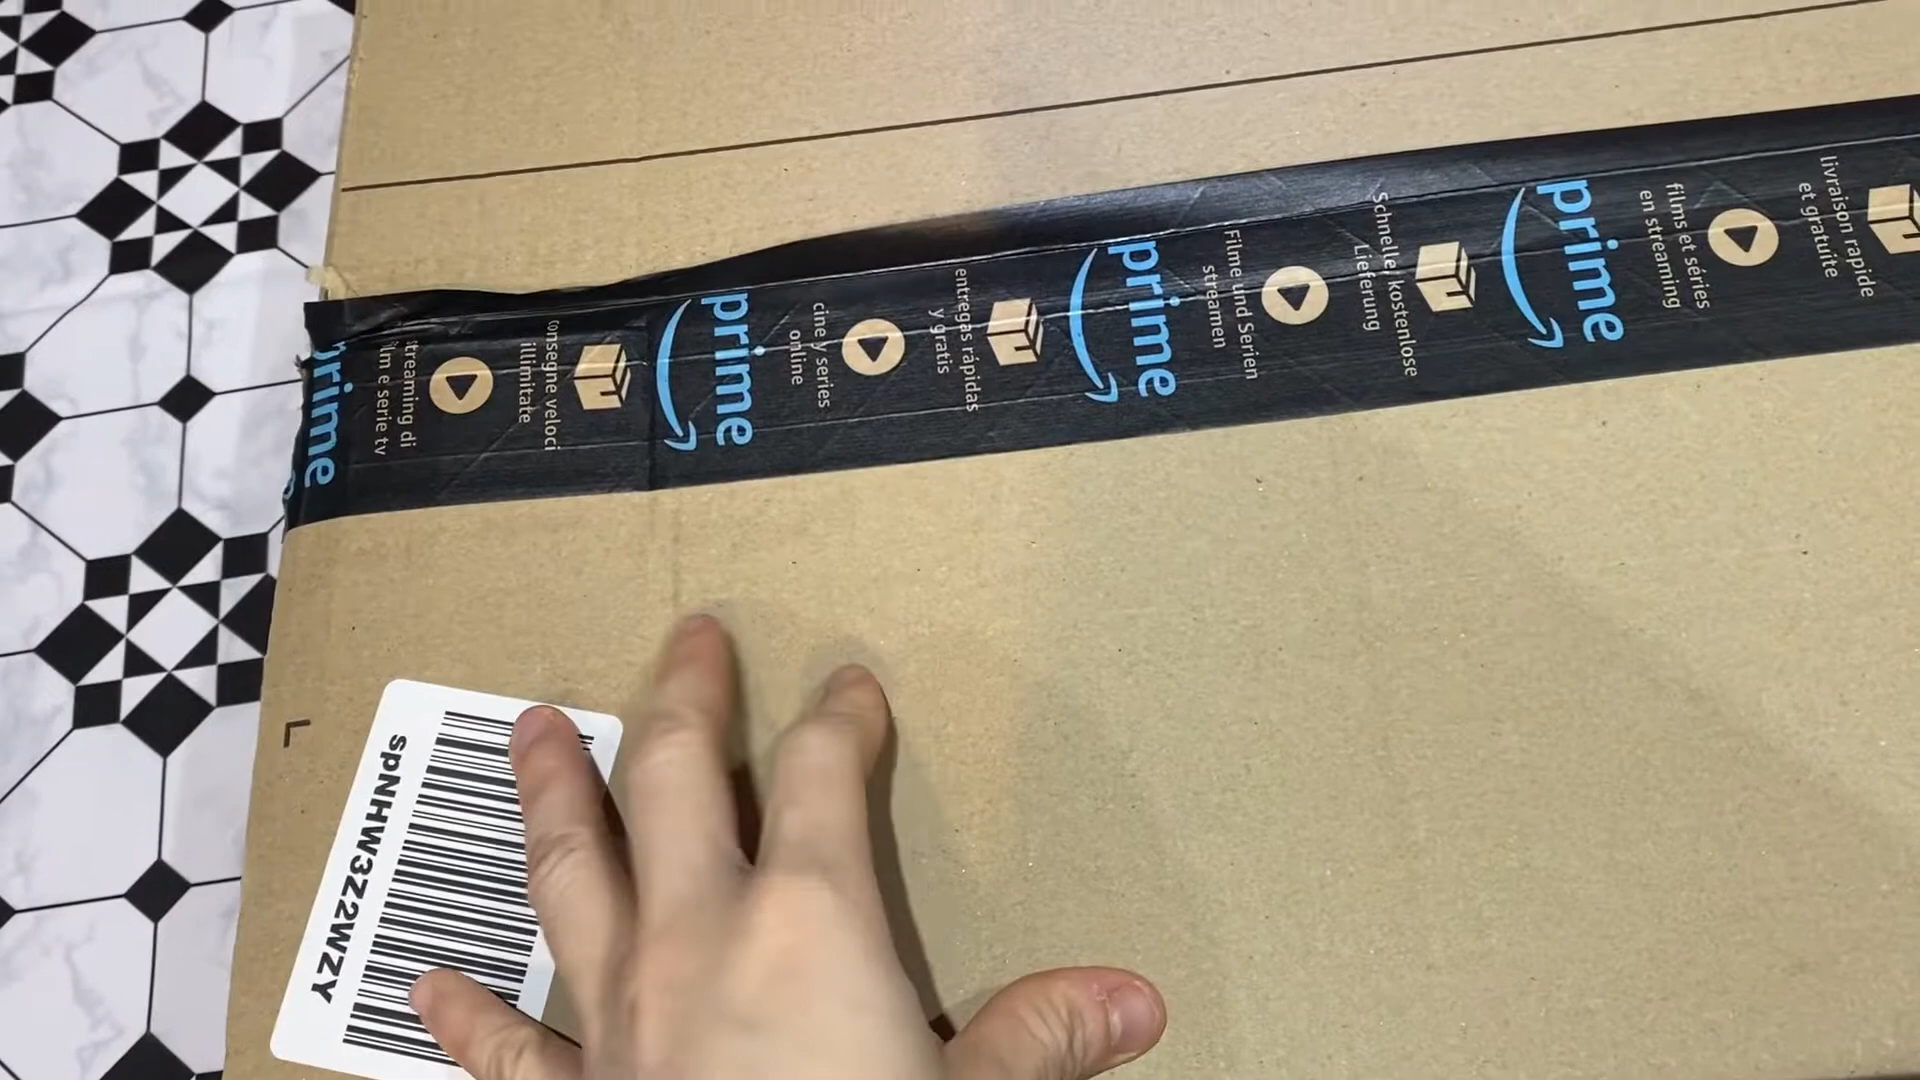 prime
streaming di
film e serie tv
consegne veloci
illimitate
prime
cine y series
online
entregas rápidas
y gratis
prime
Filme und Serien
streamen
Schnelle, kostenlose
Lieferung
prime
films et séries
en streaming
livraison rapide
et gratuite
L
spNHW3Z2WZY